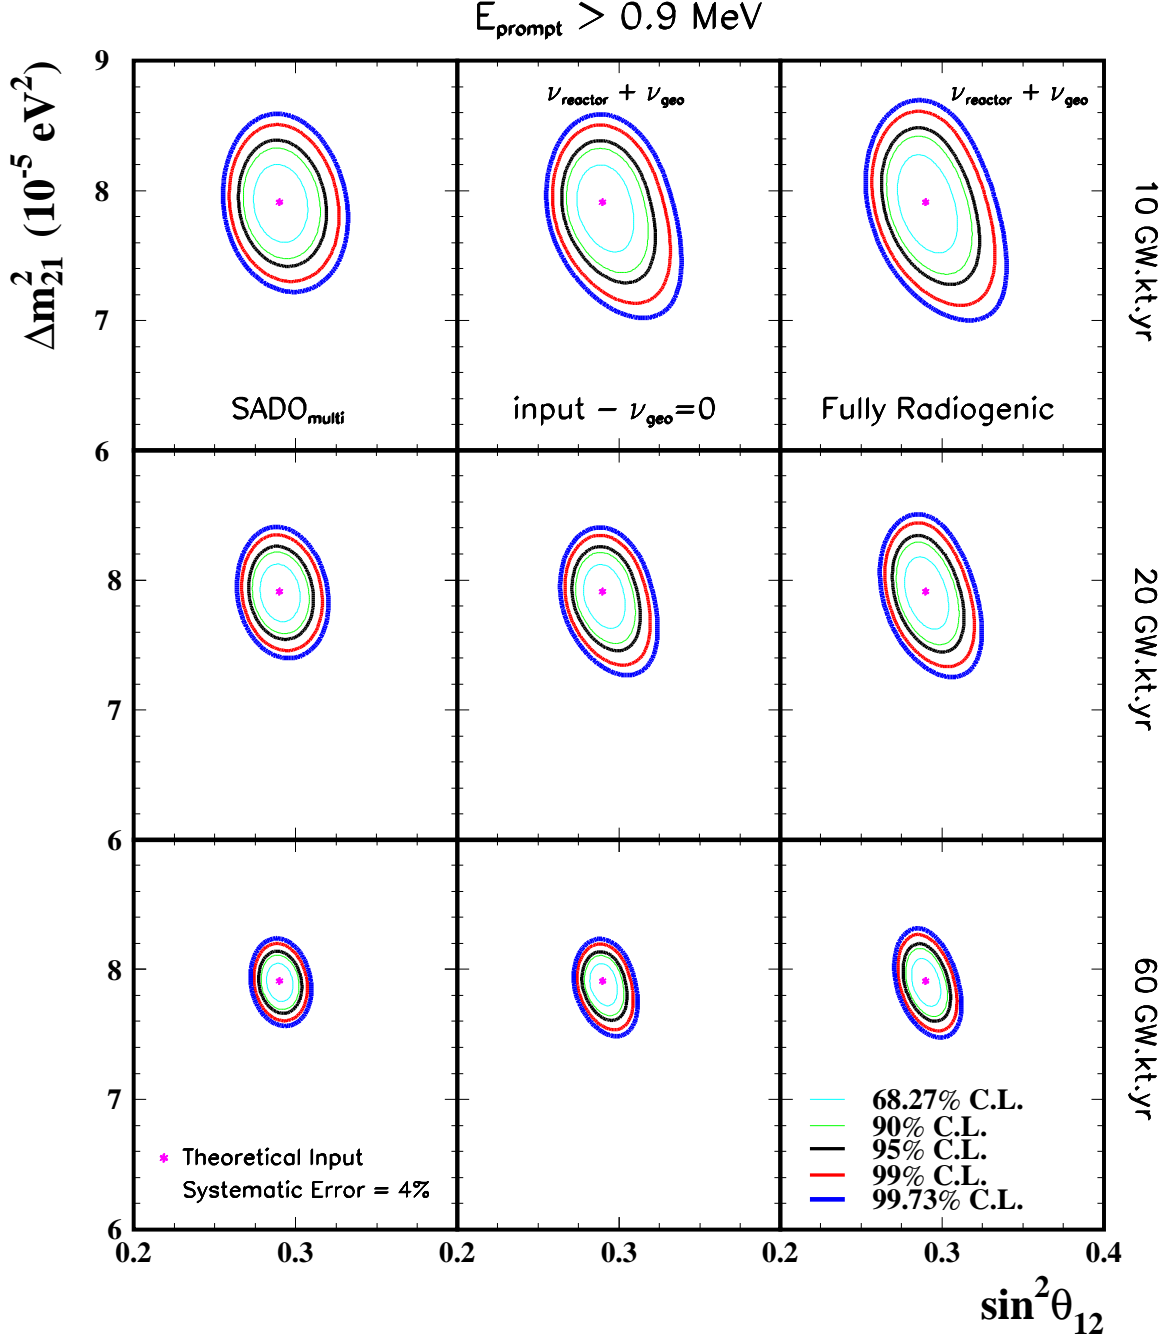 E_prompt > 0.9 MeV
Δm²₂₁ (10⁻⁵ eV²)
9
8
7
6
ν_reactor + ν_geo
ν_reactor + ν_geo
SADO_multi
input – ν_geo=0
Fully Radiogenic
10 GW.kt.yr
8
7
6
20 GW.kt.yr
8
7
6
60 GW.kt.yr
* Theoretical Input
Systematic Error = 4%
68.27% C.L.
90% C.L.
95% C.L.
99% C.L.
99.73% C.L.
0.2 0.3 0.2 0.3 0.2 0.3 0.4
sin²θ₁₂